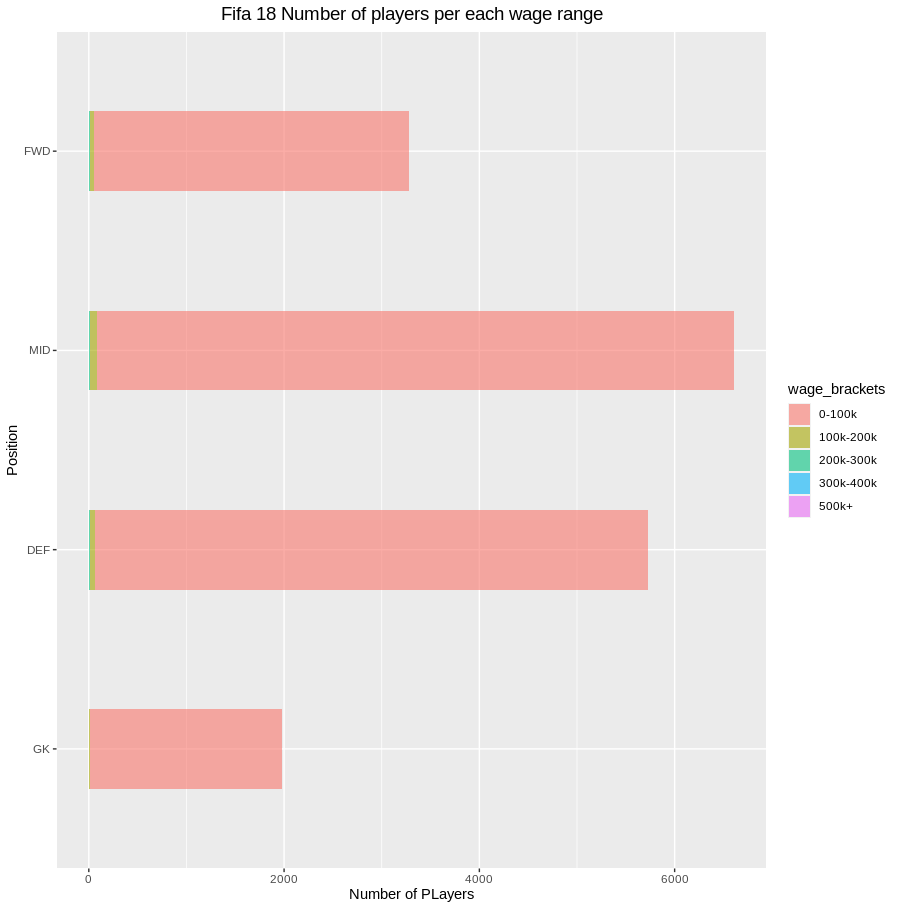 Fifa 18 Number of players per each wage range
FWD
MID
DEF
GK
Position
0
2000
4000
6000
Number of PLayers
wage_brackets
0-100k
100k-200k
200k-300k
300k-400k
500k+